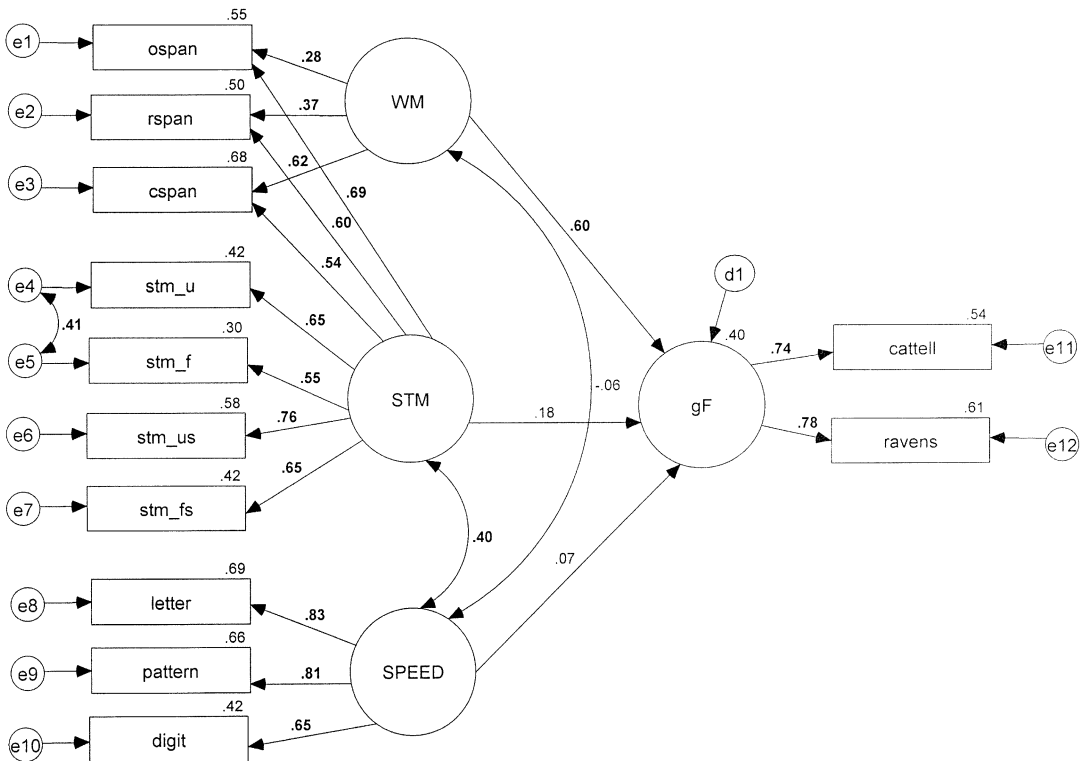 .55
e1
ospan
.28
.50
e2
rspan
.37
WM
.68
e3
cspan
.62
.69
.60
.54
.60
.42
e4
stm_u
.41
.65
d1
.30
e5
stm_f
.55
.40
.74
.54
cattell
e11
-.06
STM
gF
.58
e6
stm_us
.76
.18
.78
.61
ravens
e12
.42
e7
stm_fs
.65
.40
.07
.69
e8
letter
.83
.66
e9
pattern
.81
SPEED
.42
e10
digit
.65